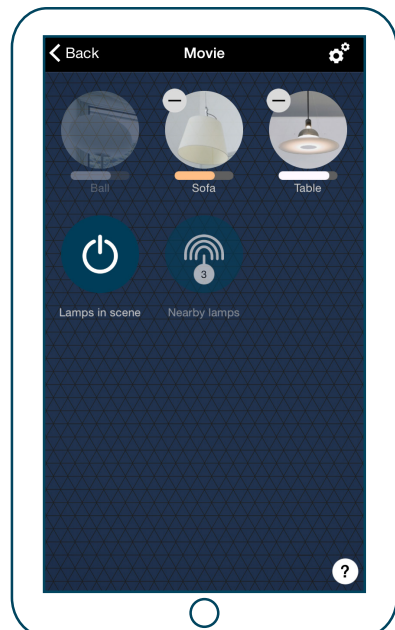 Back
Movie
Ball
Sofa
Table
3
Lamps in scene
Nearby lamps
?